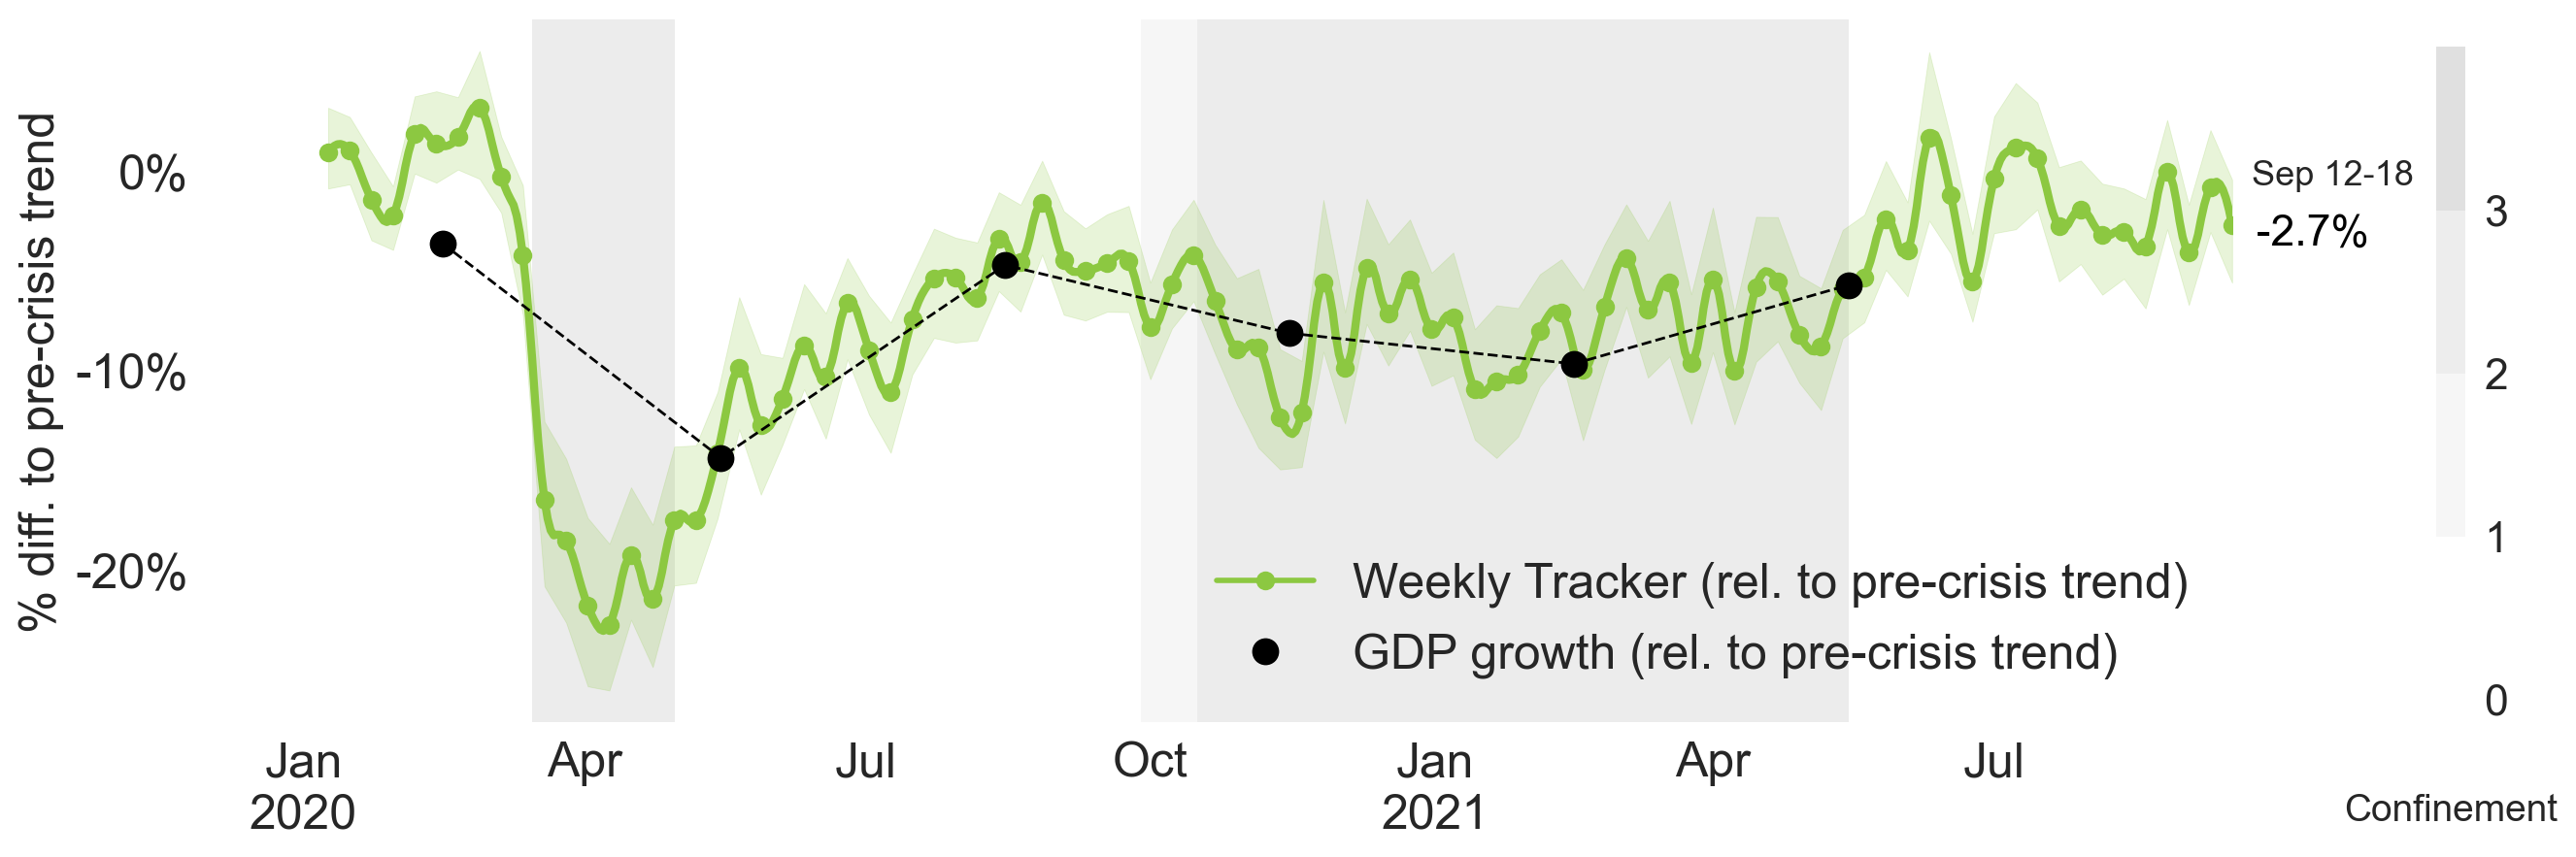 % diff. to pre-crisis trend
0%
-10%
-20%
Sep 12-18
-2.7%
3
2
1
0
Weekly Tracker (rel. to pre-crisis trend)
GDP growth (rel. to pre-crisis trend)
Jan Apr Jul Oct Jan Apr Jul
2020 2021
Confinement